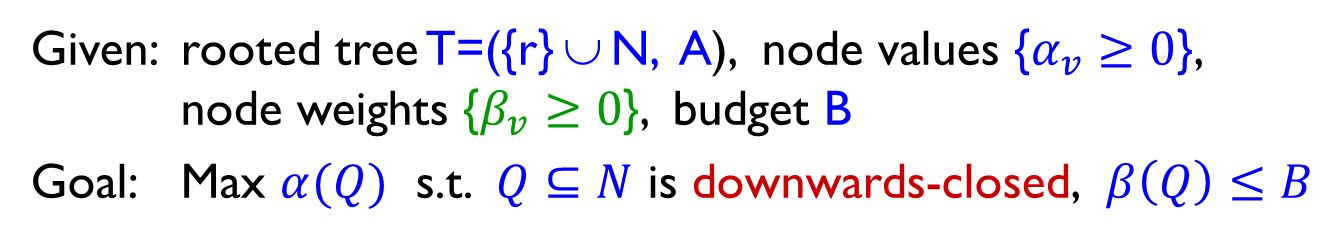 Given: rooted tree T=({r} ∪ N, A), node values {α_v ≥ 0},
node weights {β_v ≥ 0}, budget B
Goal: Max α(Q) s.t. Q ⊆ N is downwards-closed, β(Q) ≤ B